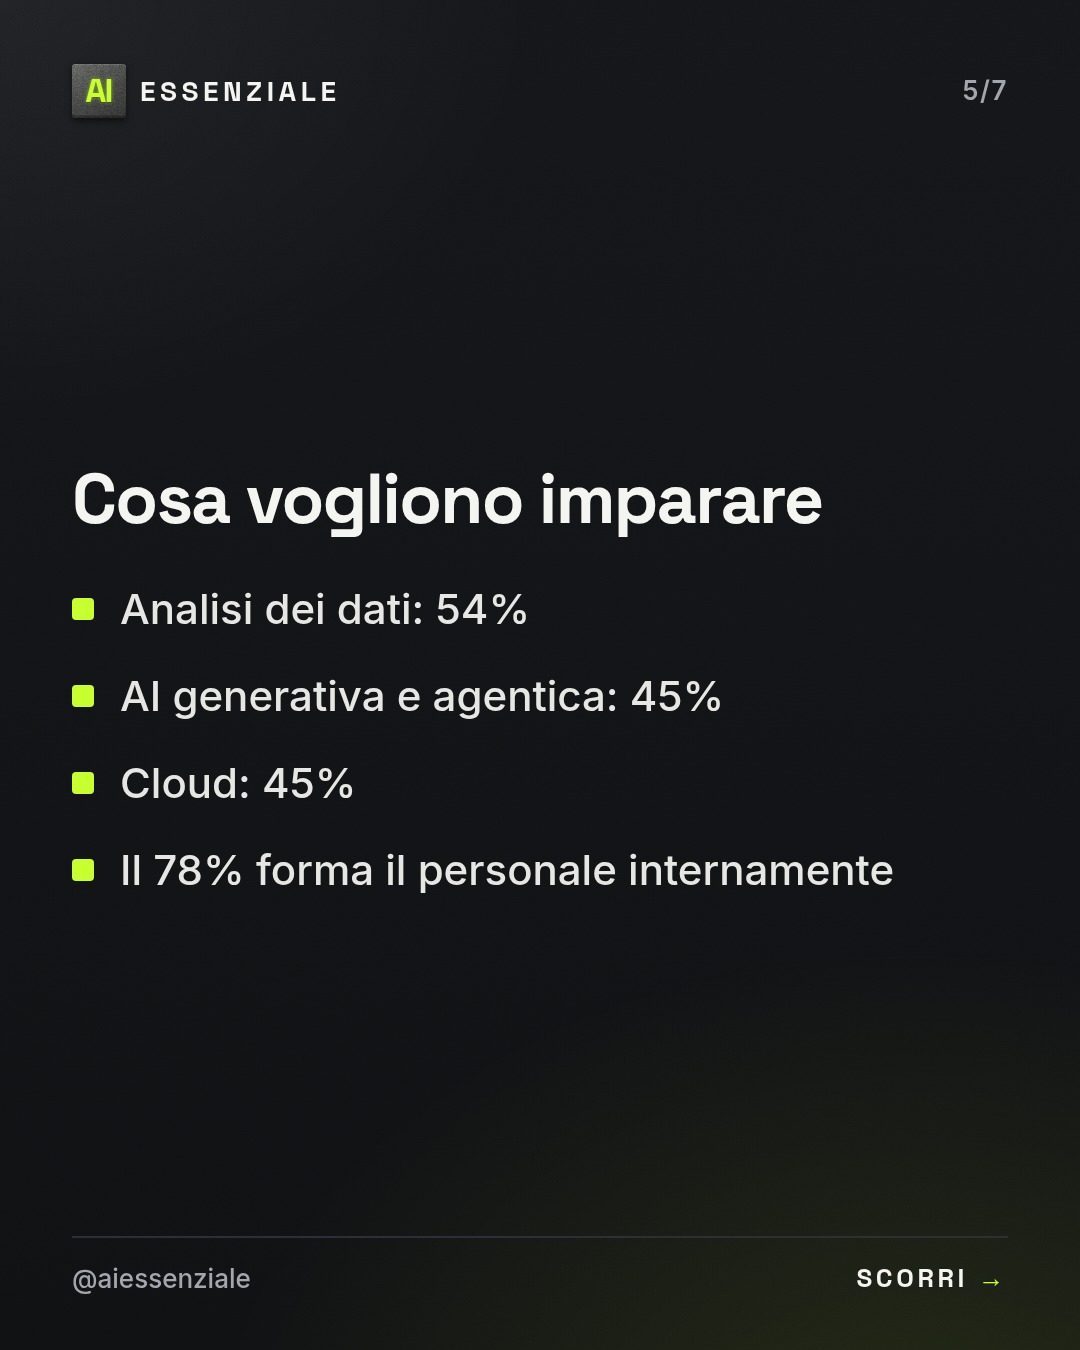 AI ESSENZIALE
5/7
Cosa vogliono imparare
Analisi dei dati: 54%
AI generativa e agentica: 45%
Cloud: 45%
Il 78% forma il personale internamente
@aiessenziale
SCORRI →